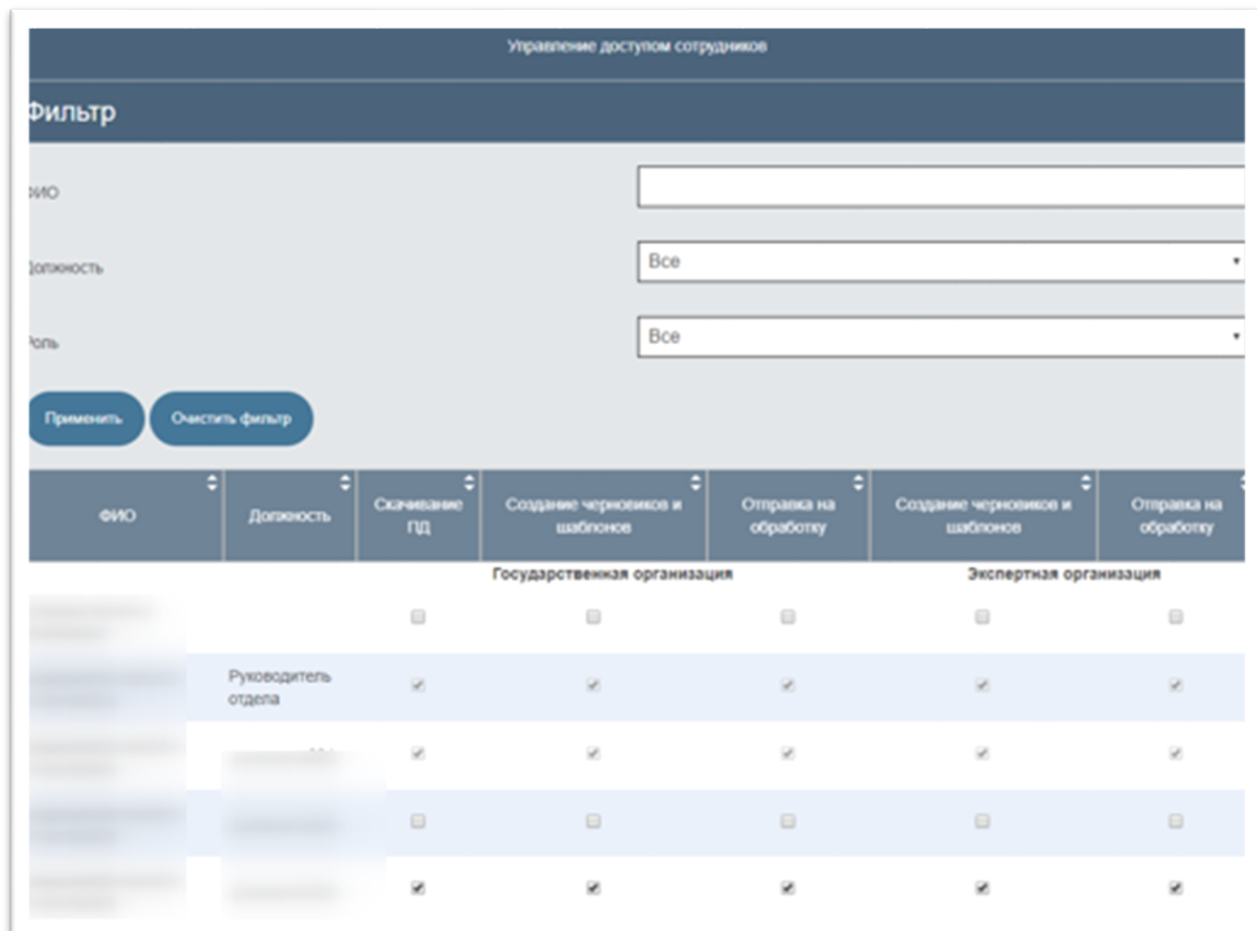 Управление доступом сотрудников
Фильтр
ФИО
Должность
Все
Роль
Все
Применить Очистить фильтр
ФИО Должность Скачивание ПД Создание черновиков и шаблонов Отправка на обработку Создание черновиков и шаблонов Отправка на обработку
Государственная организация Экспертная организация
Руководитель
отдела